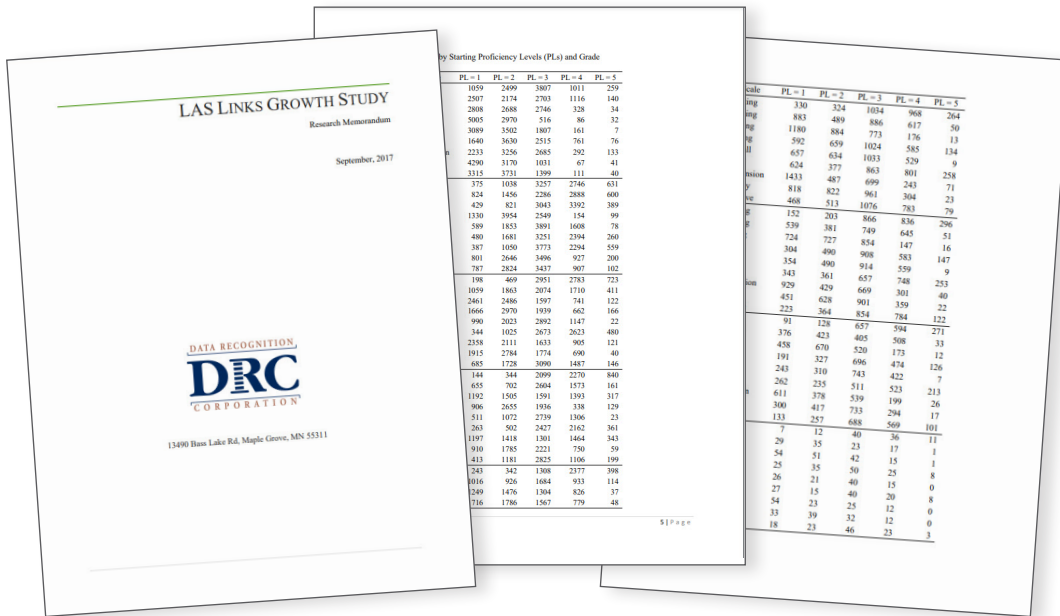 LAS LINKS GROWTH STUDY
Research Memorandum
September, 2017
DATA RECOGNITION
DRC
CORPORATION
13490 Bass Lake Rd, Maple Grove, MN 55311
by Starting Proficiency Levels (PLs) and Grade
PL = 1 PL = 2 PL = 3 PL = 4 PL = 5
1059 2499 3807 1011 259
2507 2174 2703 1116 140
2808 2688 2746 328 34
5005 2970 516 86 32
3089 3502 1807 161 7
1640 3630 2515 761 76
n 2233 3256 2685 292 133
4290 3170 1031 67 41
3315 3731 1399 111 40
375 1038 3257 2746 631
824 1456 2286 2888 600
429 821 3043 3392 389
1330 3954 2549 154 99
589 1853 3891 1608 78
480 1681 3251 2394 260
387 1050 3773 2294 559
801 2646 3496 927 200
787 2824 3437 907 102
198 469 2951 2783 723
1059 1863 2074 1710 411
2461 2486 1597 741 122
1666 2970 1939 662 166
990 2023 2892 1147 22
344 1025 2673 2623 480
2358 2111 1633 905 121
1915 2784 1774 690 40
685 1728 3090 1487 146
144 344 2099 2270 840
655 702 2604 1573 161
1192 1505 1591 1393 317
906 2655 1936 338 129
511 1072 2739 1306 23
263 502 2427 2162 361
1197 1418 1301 1464 343
910 1785 2221 750 59
413 1181 2825 1106 199
243 342 1308 2377 398
1016 926 1684 933 114
1249 1476 1304 826 37
716 1786 1567 779 48
5 | Page
cale PL = 1 PL = 2 PL = 3 PL = 4 PL = 5
ing 330 324 1034 968 264
ing 883 489 886 617 50
ng 1180 884 773 176 13
g 592 659 1024 585 134
ll 657 634 1033 529 9
624 377 863 801 258
nsion 1433 487 699 243 71
y 818 822 961 304 23
ve 468 513 1076 783 79
g 152 203 866 836 296
g 539 381 749 645 51
724 727 854 147 16
304 490 908 583 147
354 490 914 559 9
343 361 657 748 253
ion 929 429 669 301 40
451 628 901 359 22
223 364 854 784 122
91 128 657 594 271
376 423 405 508 33
458 670 520 173 12
191 327 696 474 126
243 310 743 422 7
262 235 511 523 213
n 611 378 539 199 26
300 417 733 294 17
133 257 688 569 101
7 12 40 36 11
29 35 23 17 1
54 51 42 15 1
25 35 50 25 8
26 21 40 15 0
27 15 40 20 8
54 23 25 12 0
33 39 32 12 0
18 23 46 23 3